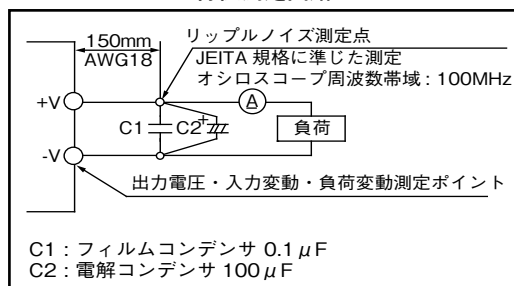 150mm
AWG18
リップルノイズ測定点
JEITA 規格に準じた測定
オシロスコープ周波数帯域 : 100MHz
+V
A
C1
C2
+
負荷
-V
出力電圧・入力変動・負荷変動測定ポイント
C1 : フィルムコンデンサ 0.1μF
C2 : 電解コンデンサ 100μF